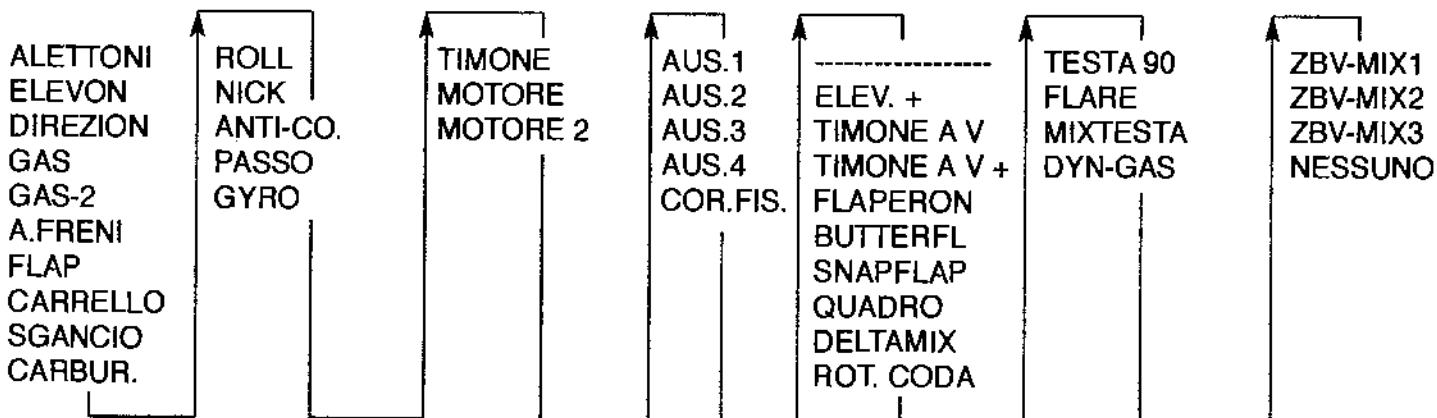 ALETTONI
ELEVON
DIREZION
GAS
GAS-2
A.FRENI
FLAP
CARRELLO
SGANCIO
CARBUR.
ROLL
NICK
ANTI-CO.
PASSO
GYRO
TIMONE
MOTORE
MOTORE 2
AUS.1
AUS.2
AUS.3
AUS.4
COR.FIS.
------------------
ELEV. +
TIMONE A V
TIMONE A V +
FLAPERON
BUTTERFL
SNAPFLAP
QUADRO
DELTAMIX
ROT. CODA
TESTA 90
FLARE
MIXTESTA
DYN-GAS
ZBV-MIX1
ZBV-MIX2
ZBV-MIX3
NESSUNO